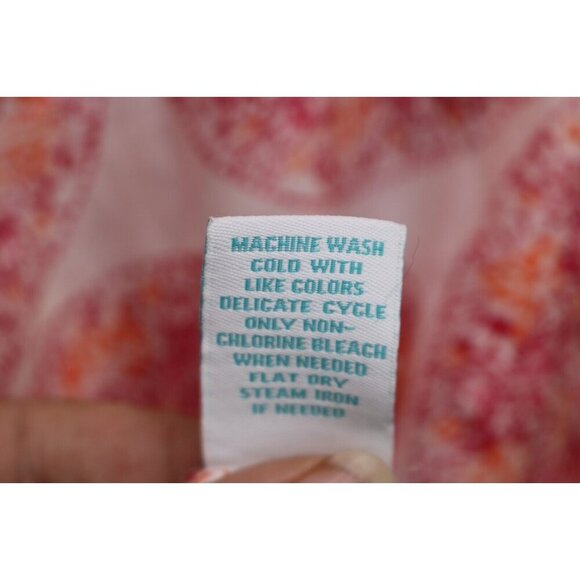 MACHINE WASH
COLD WITH
LIKE COLORS
DELICATE CYCLE
ONLY NON-
CHLORINE BLEACH
WHEN NEEDED
FLAT DRY
STEAM IRON
IF NEEDED